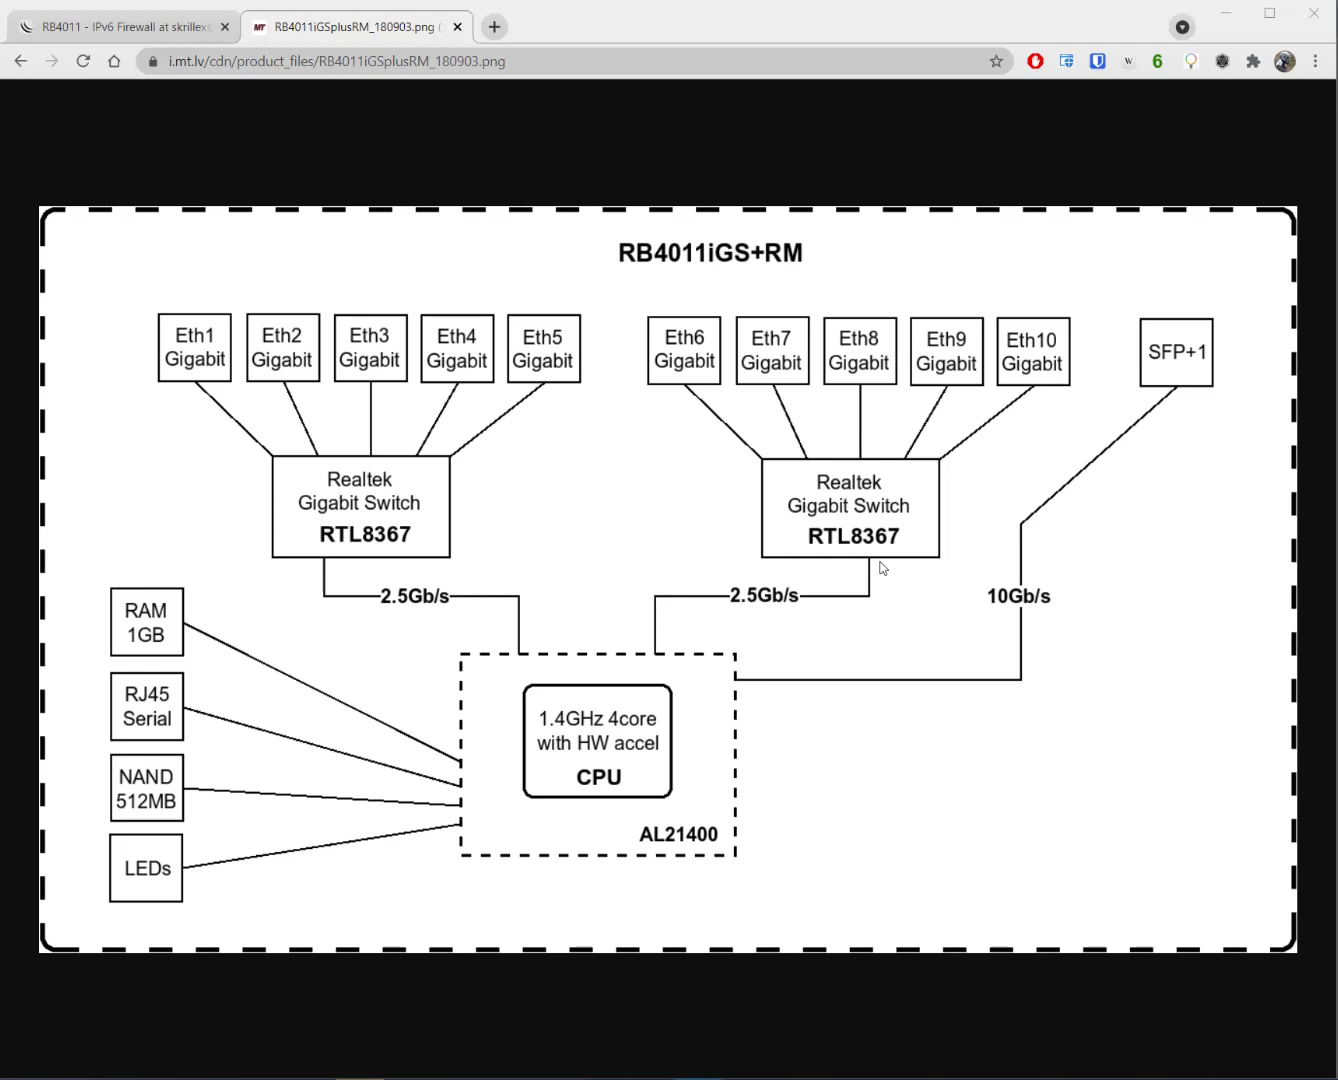 RB4011 - IPv6 Firewall at skrillex
RB4011iGSplusRM_180903.png (
i.mt.lv/cdn/product_files/RB4011iGSplusRM_180903.png
W
6
RB4011iGS+RM
Eth1
Gigabit
Eth2
Gigabit
Eth3
Gigabit
Eth4
Gigabit
Eth5
Gigabit
Eth6
Gigabit
Eth7
Gigabit
Eth8
Gigabit
Eth9
Gigabit
Eth10
Gigabit
SFP+1
Realtek
Gigabit Switch
RTL8367
Realtek
Gigabit Switch
RTL8367
2.5Gb/s
2.5Gb/s
10Gb/s
RAM
1GB
RJ45
Serial
NAND
512MB
LEDs
1.4GHz 4core
with HW accel
CPU
AL21400